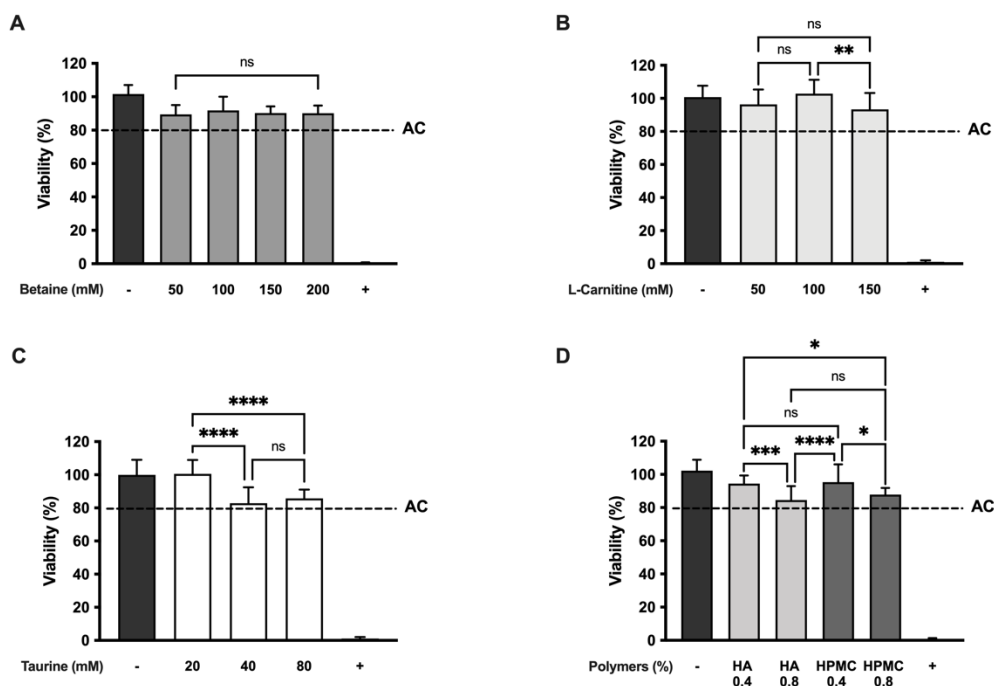 A
ns
120
100
80
60
40
20
0
Viability (%)
AC
Betaine (mM) - 50 100 150 200 +
B
ns
ns **
120
100
80
60
40
20
0
Viability (%)
AC
L-Carnitine (mM) - 50 100 150 +
C
****
**** ns
120
100
80
60
40
20
0
Viability (%)
AC
Taurine (mM) - 20 40 80 +
D
*
ns
ns
*** **** *
120
100
80
60
40
20
0
Viability (%)
AC
Polymers (%) - HA HA HPMC HPMC +
0.4 0.8 0.4 0.8